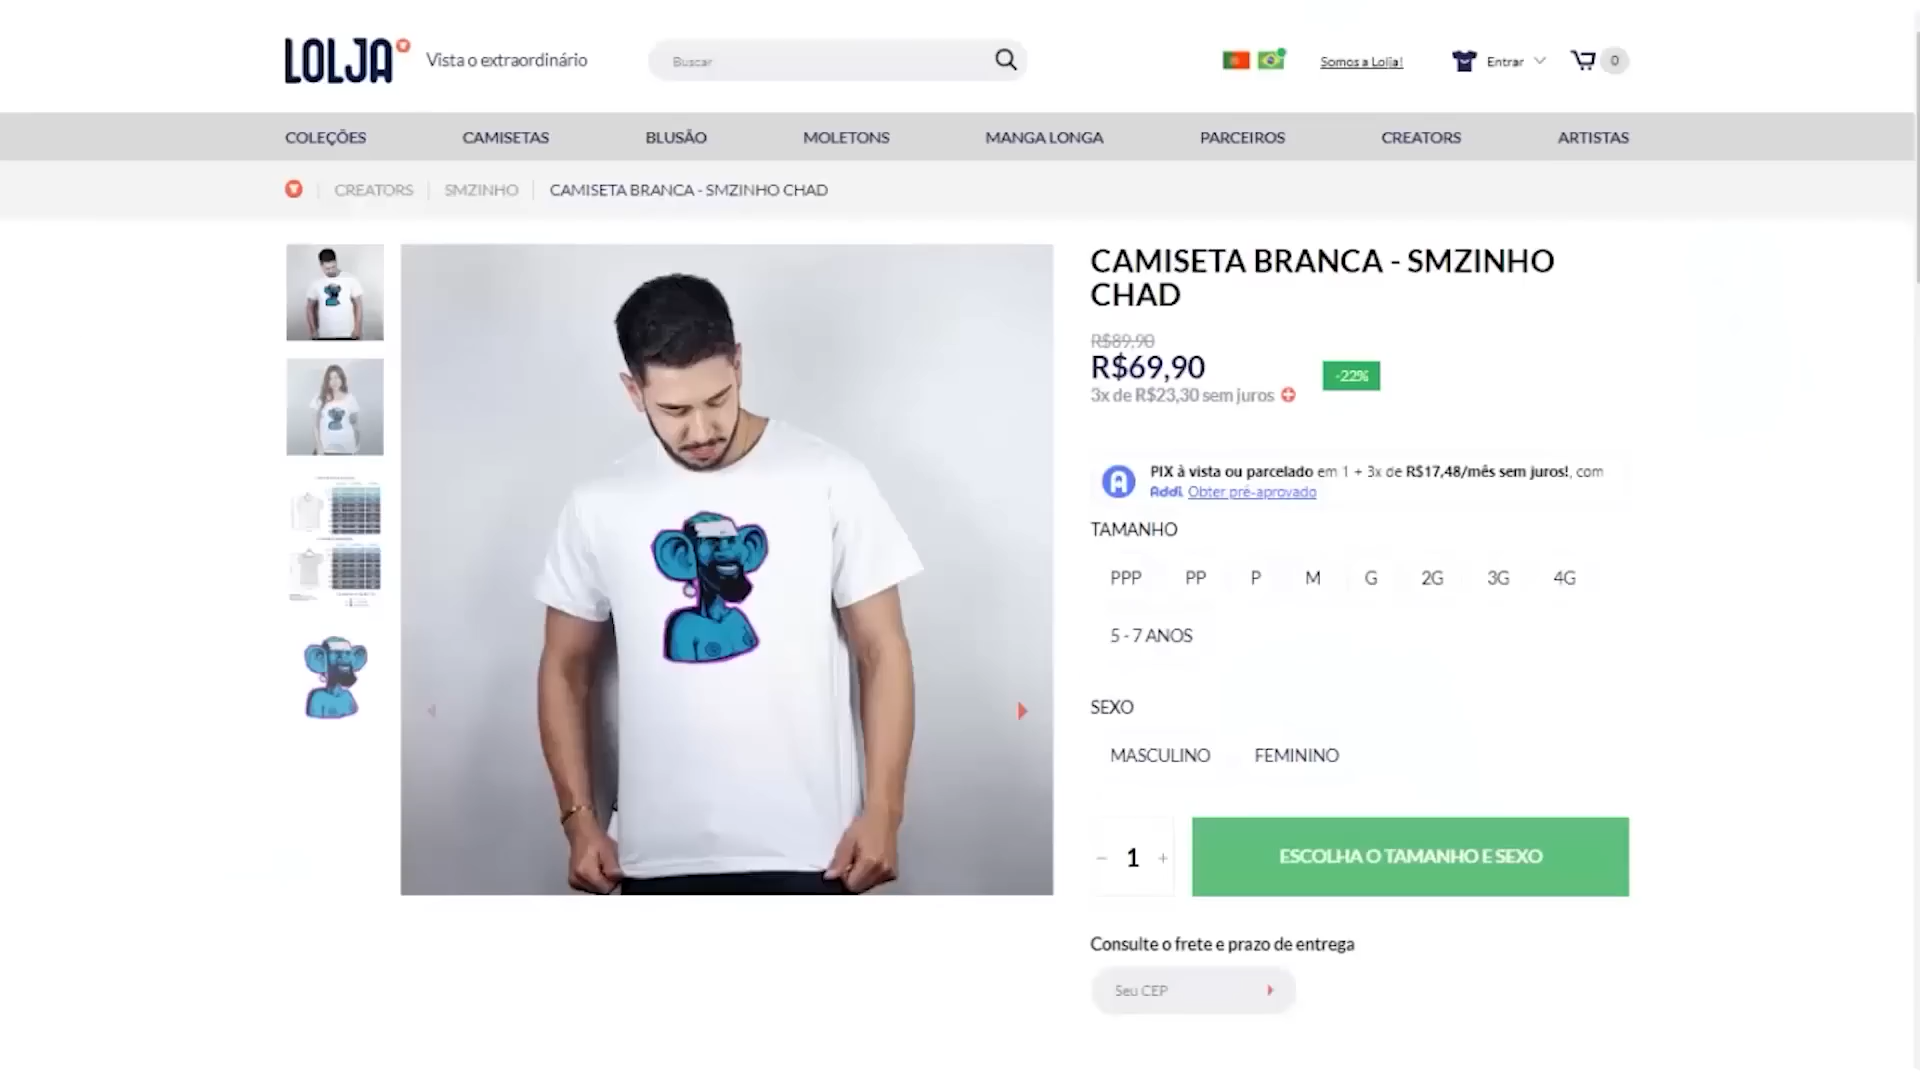 LOLJA
Vista o extraordinário
Buscar
Somos a Lolja!
Entrar
0
COLEÇÕES
CAMISETAS
BLUSÃO
MOLETONS
MANGA LONGA
PARCEIROS
CREATORS
ARTISTAS
CREATORS
SMZINHO
CAMISETA BRANCA - SMZINHO CHAD
CAMISETA BRANCA - SMZINHO
CHAD
R$89,90
R$69,90
-22%
3x de R$23,30 sem juros
PIX à vista ou parcelado em 1 + 3x de R$17,48/mês sem juros!, com
Addi. Obter pré-aprovado
TAMANHO
PPP
PP
P
M
G
2G
3G
4G
5 - 7 ANOS
SEXO
MASCULINO
FEMININO
− 1 +
ESCOLHA O TAMANHO E SEXO
Consulte o frete e prazo de entrega
Seu CEP